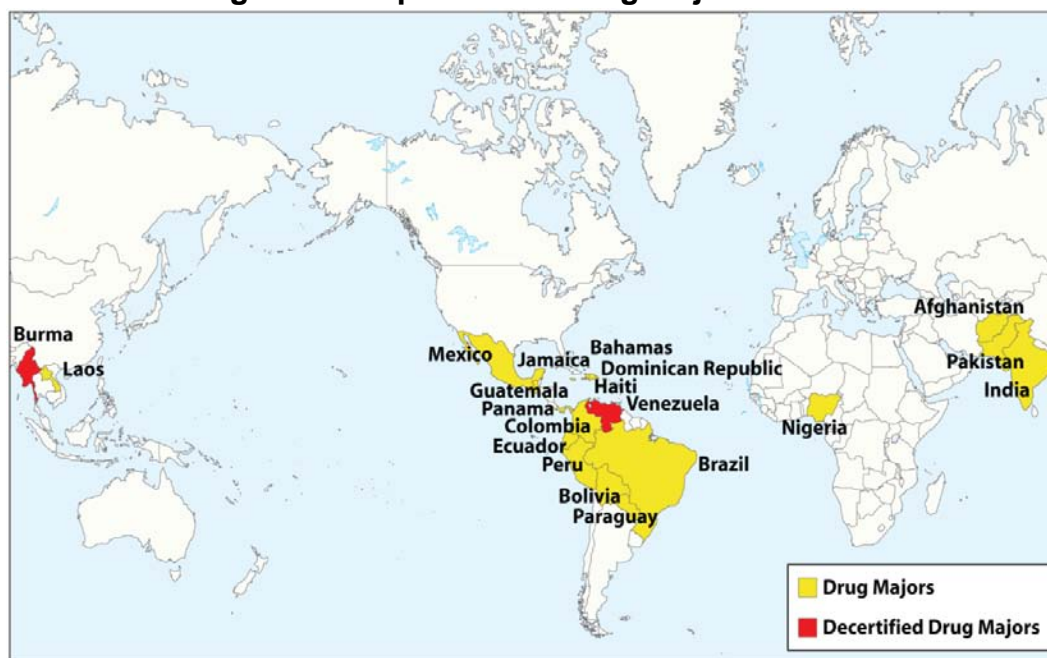 Burma
Laos
Mexico
Jamaica
Bahamas
Dominican Republic
Haiti
Guatemala
Panama
Venezuela
Colombia
Ecuador
Peru
Brazil
Bolivia
Paraguay
Nigeria
Afghanistan
Pakistan
India
Drug Majors
Decertified Drug Majors